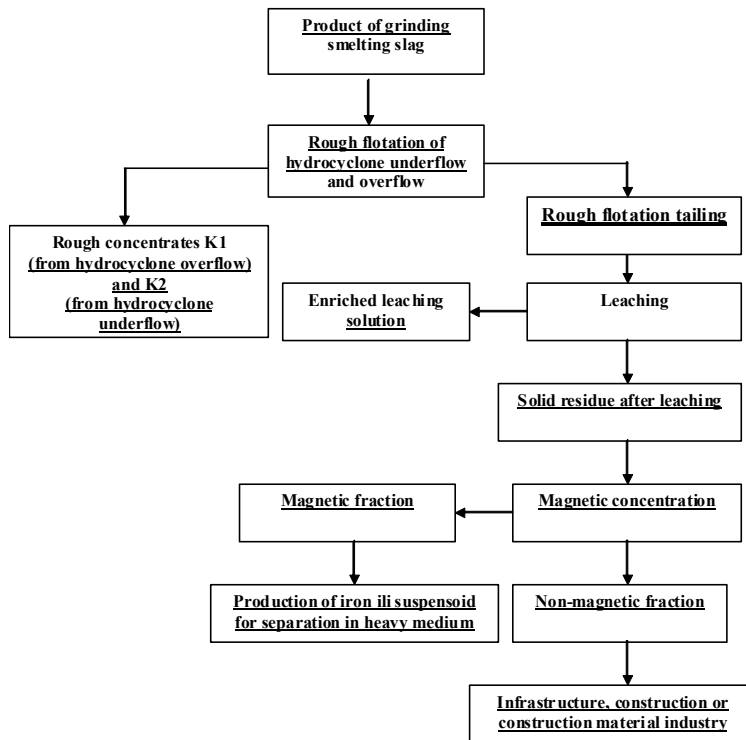 Product of grinding
smelting slag
Rough flotation of
hydrocyclone underflow
and overflow
Rough concentrates K1
(from hydrocyclone overflow)
and K2
(from hydrocyclone
underflow)
Rough flotation tailing
Enriched leaching
solution
Leaching
Solid residue after leaching
Magnetic fraction
Magnetic concentration
Production of iron ili suspensoid
for separation in heavy medium
Non-magnetic fraction
Infrastructure, construction or
construction material industry